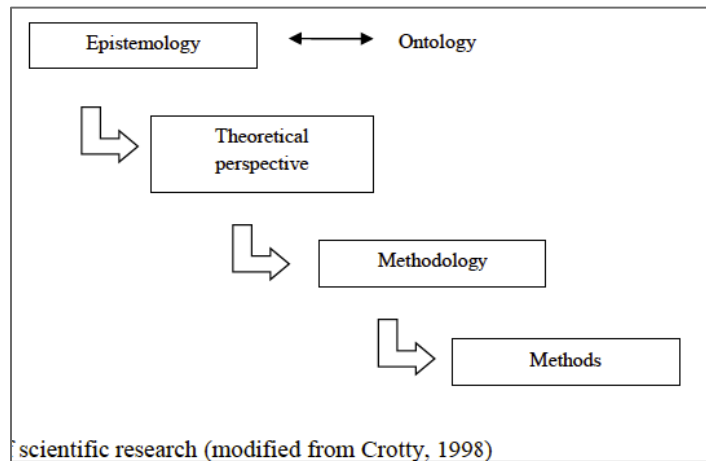 Epistemology
Ontology
Theoretical
perspective
Methodology
Methods
scientific research (modified from Crotty, 1998)